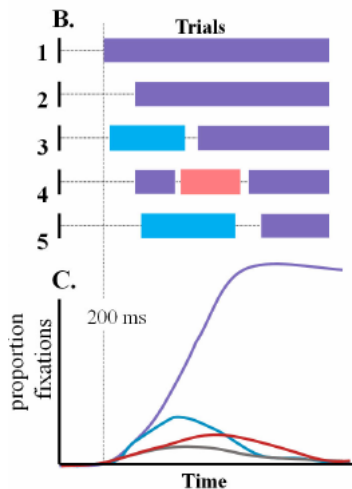 B.
Trials
1
2
3
4
5
C.
200 ms
proportion
fixations
Time